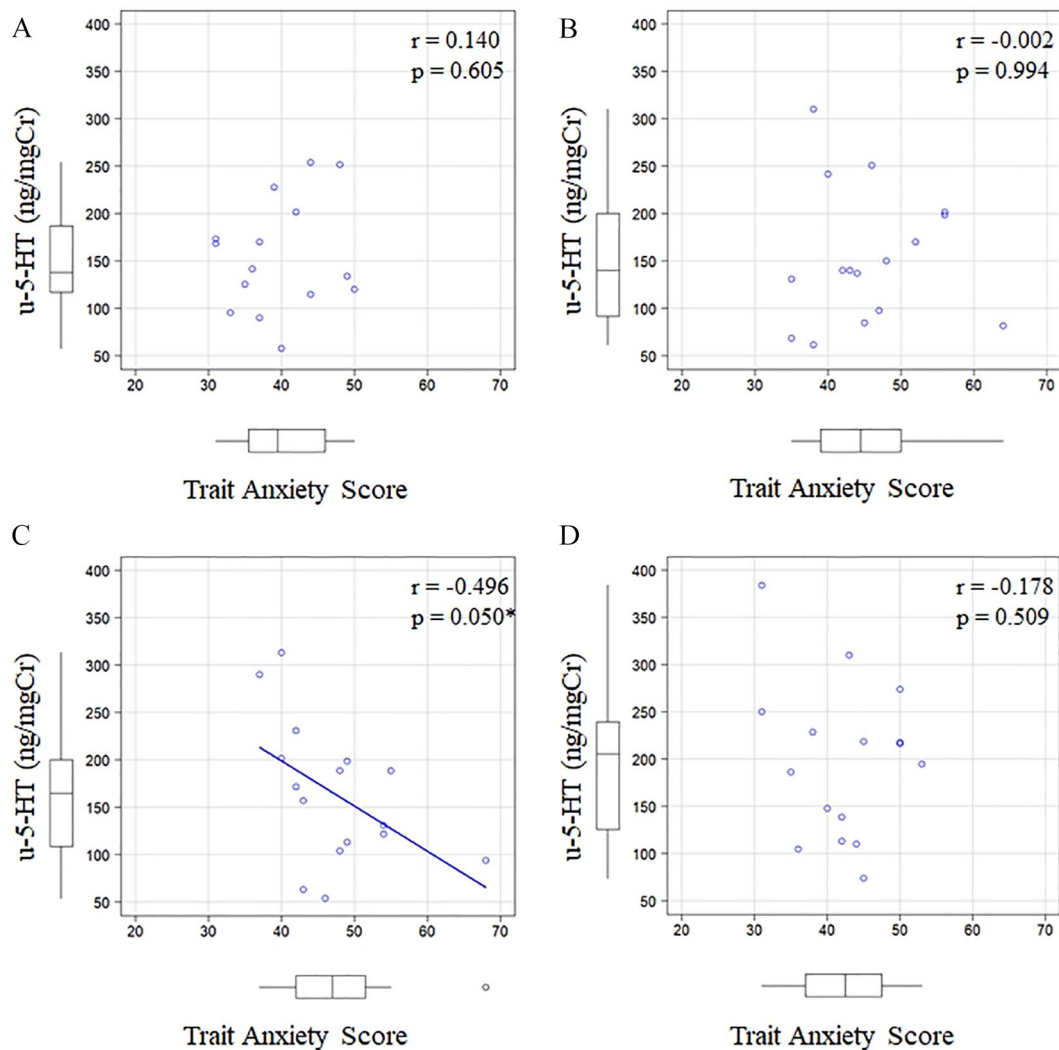 A
r = 0.140
p = 0.605
400
350
300
250
200
150
100
50
u-5-HT (ng/mgCr)
20 30 40 50 60 70
Trait Anxiety Score
B
r = -0.002
p = 0.994
400
350
300
250
200
150
100
50
u-5-HT (ng/mgCr)
20 30 40 50 60 70
Trait Anxiety Score
C
r = -0.496
p = 0.050*
400
350
300
250
200
150
100
50
u-5-HT (ng/mgCr)
20 30 40 50 60 70
Trait Anxiety Score
D
r = -0.178
p = 0.509
400
350
300
250
200
150
100
50
u-5-HT (ng/mgCr)
20 30 40 50 60 70
Trait Anxiety Score